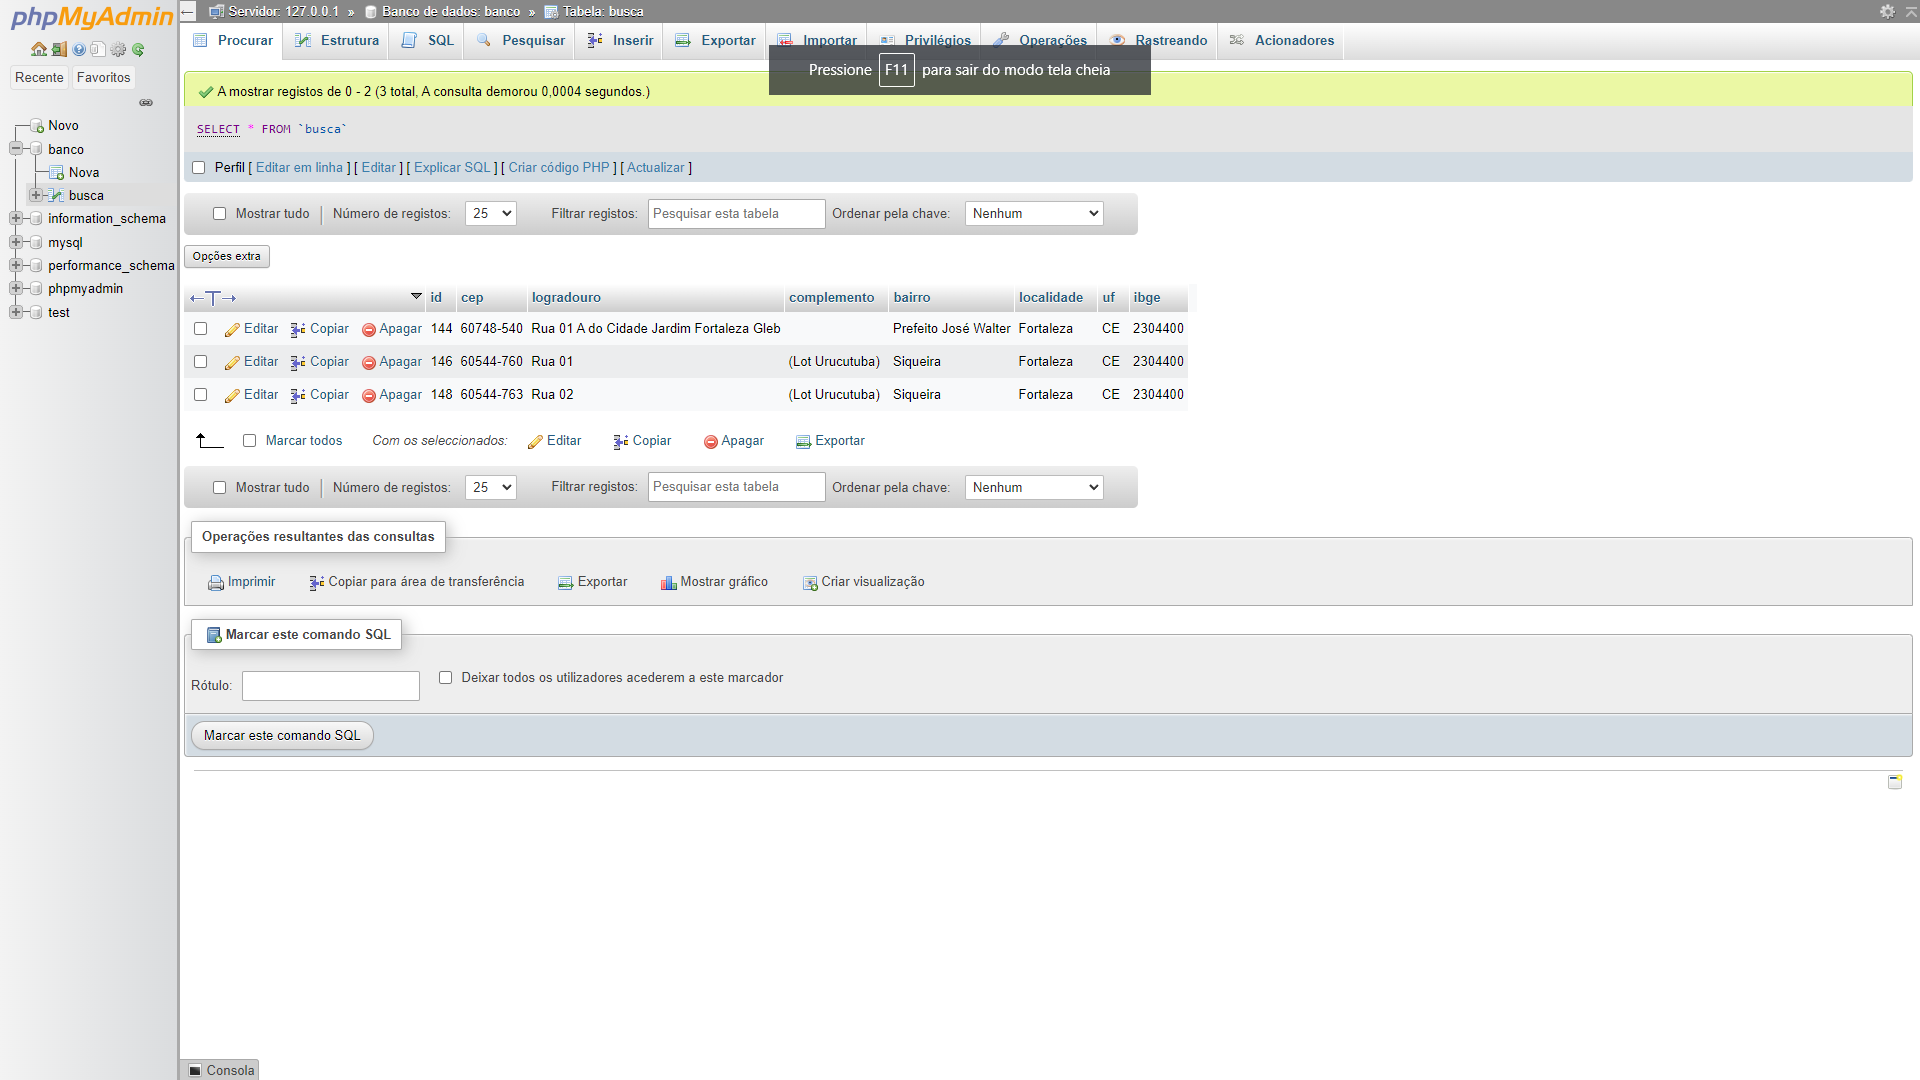 phpMyAdmin
Recente Favoritos
Novo
banco
Nova
busca
information_schema
mysql
performance_schema
phpmyadmin
test
Servidor: 127.0.0.1 » Banco de dados: banco » Tabela: busca
Procurar Estrutura SQL Pesquisar Inserir Exportar Importar Privilégios Operações Rastreando Acionadores
Pressione F11 para sair do modo tela cheia
A mostrar registos de 0 - 2 (3 total, A consulta demorou 0,0004 segundos.)
SELECT * FROM `busca`
Perfil [ Editar em linha ] [ Editar ] [ Explicar SQL ] [ Criar código PHP ] [ Actualizar ]
Mostrar tudo | Número de registos: 25 Filtrar registos: Pesquisar esta tabela Ordenar pela chave: Nenhum
Opções extra
←T→ id cep logradouro complemento bairro localidade uf ibge
Editar Copiar Apagar 144 60748-540 Rua 01 A do Cidade Jardim Fortaleza Gleb Prefeito José Walter Fortaleza CE 2304400
Editar Copiar Apagar 146 60544-760 Rua 01 (Lot Urucutuba) Siqueira Fortaleza CE 2304400
Editar Copiar Apagar 148 60544-763 Rua 02 (Lot Urucutuba) Siqueira Fortaleza CE 2304400
Marcar todos Com os seleccionados: Editar Copiar Apagar Exportar
Mostrar tudo | Número de registos: 25 Filtrar registos: Pesquisar esta tabela Ordenar pela chave: Nenhum
Operações resultantes das consultas
Imprimir Copiar para área de transferência Exportar Mostrar gráfico Criar visualização
Marcar este comando SQL
Rótulo: Deixar todos os utilizadores acederem a este marcador
Marcar este comando SQL
Consola